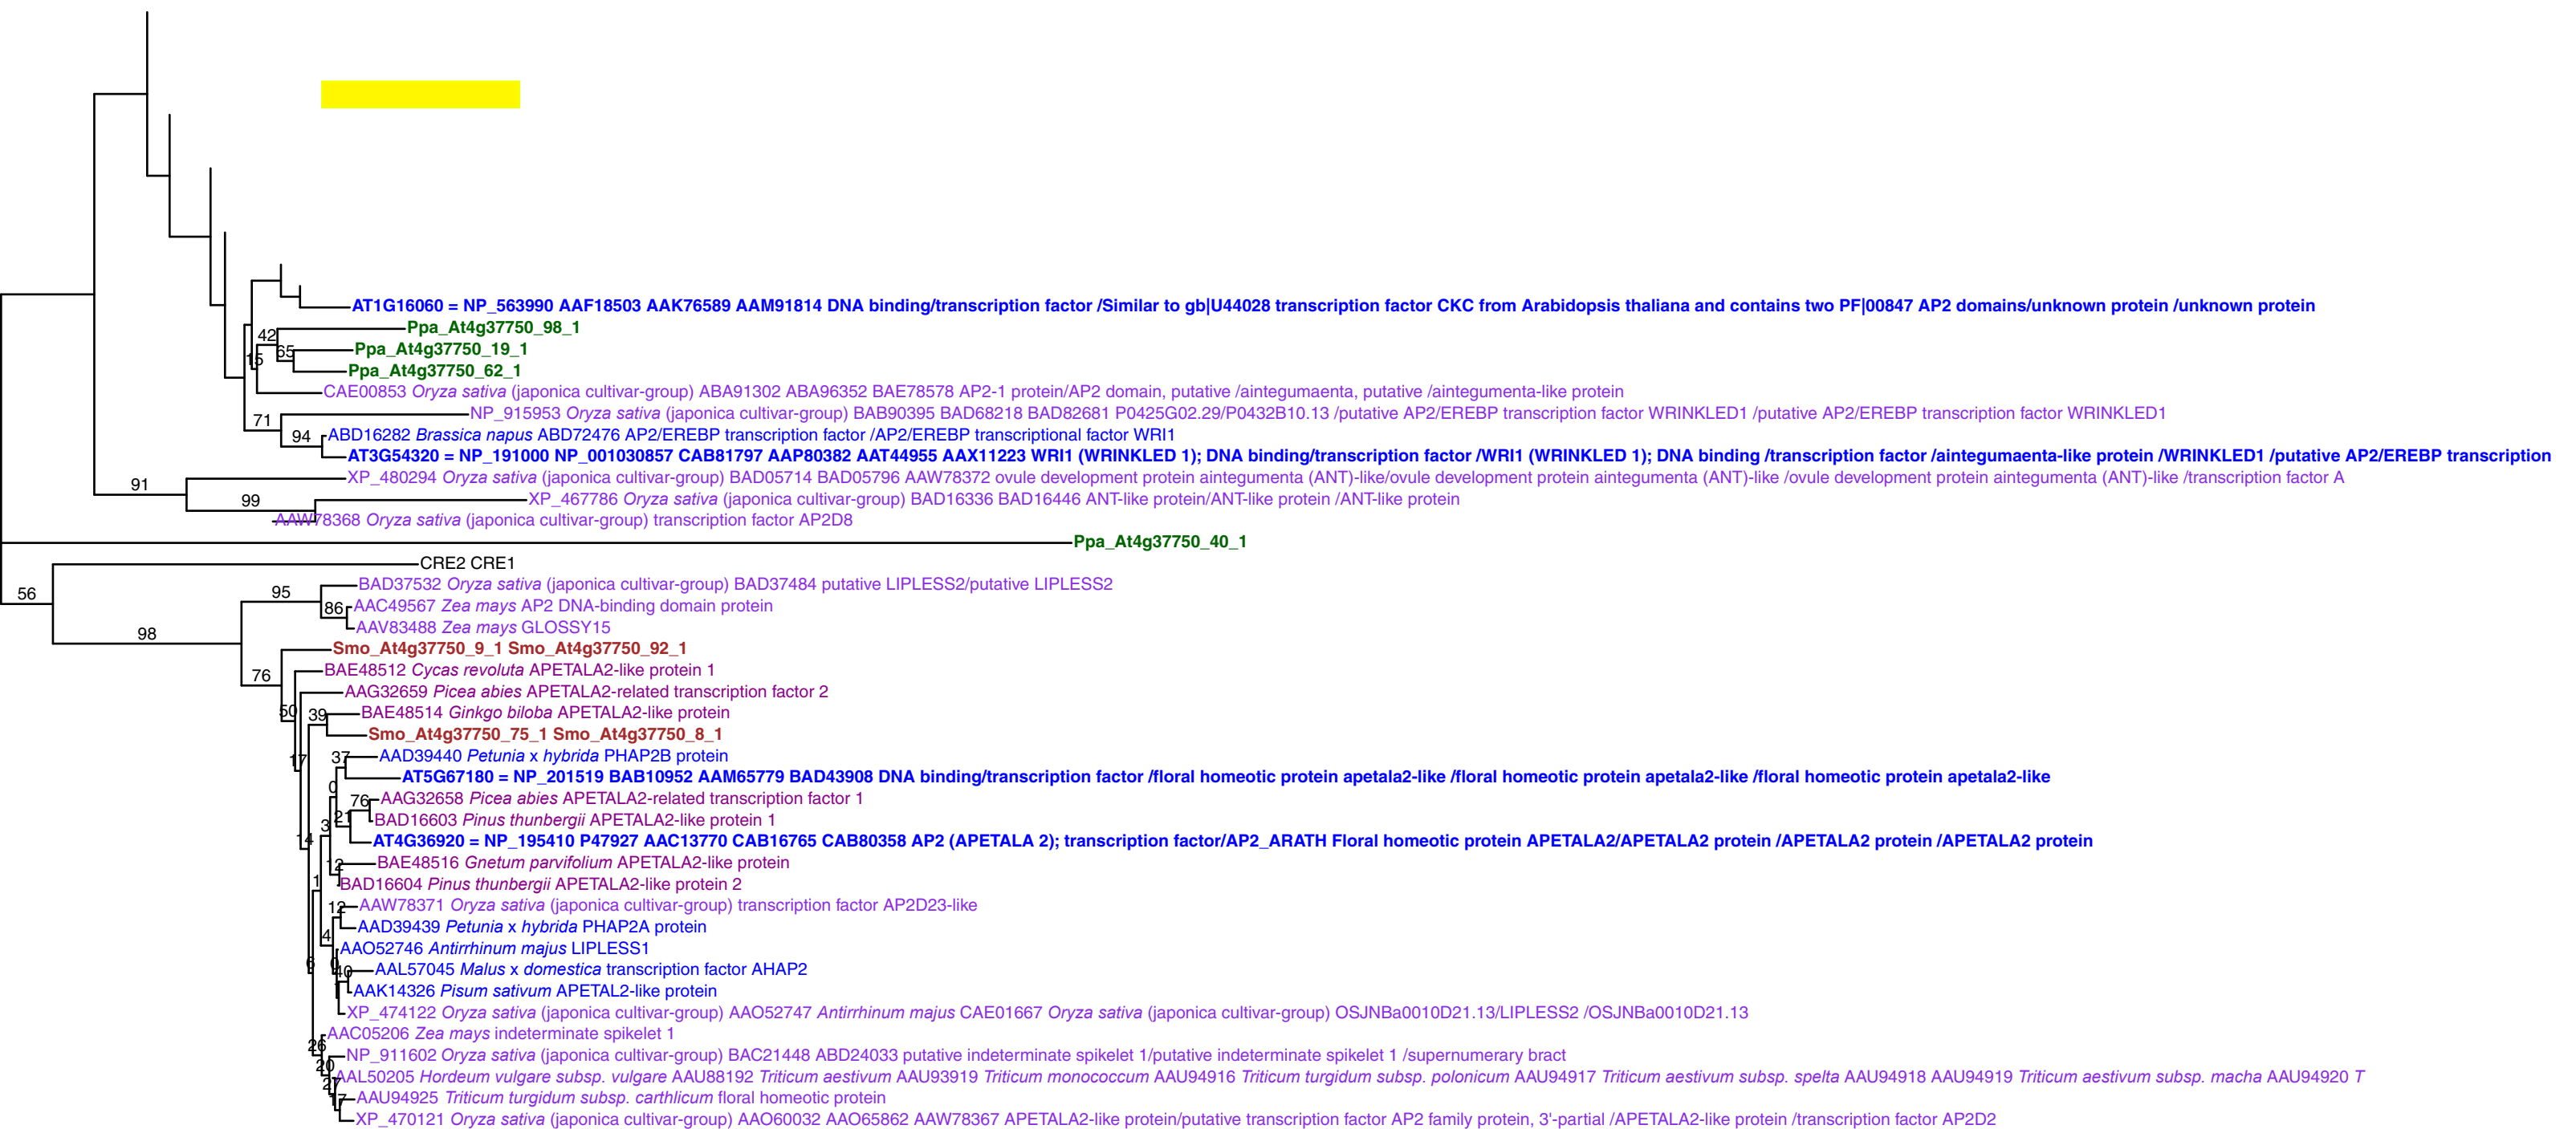 AT1G16060 = NP_563990 AAF18503 AAK76589 AAM91814 DNA binding/transcription factor /Similar to gb|U44028 transcription factor CKC from Arabidopsis thaliana and contains two PF|00847 AP2 domains/unknown protein /unknown protein
42 Ppa_At4g37750_98_1
15 65 Ppa_At4g37750_19_1
Ppa_At4g37750_62_1
CAE00853 Oryza sativa (japonica cultivar-group) ABA91302 ABA96352 BAE78578 AP2-1 protein/AP2 domain, putative /aintegumaenta, putative /aintegumenta-like protein
71 NP_915953 Oryza sativa (japonica cultivar-group) BAB90395 BAD68218 BAD82681 P0425G02.29/P0432B10.13 /putative AP2/EREBP transcription factor WRINKLED1 /putative AP2/EREBP transcription factor WRINKLED1
94 ABD16282 Brassica napus ABD72476 AP2/EREBP transcription factor /AP2/EREBP transcriptional factor WRI1
AT3G54320 = NP_191000 NP_001030857 CAB81797 AAP80382 AAT44955 AAX11223 WRI1 (WRINKLED 1); DNA binding/transcription factor /WRI1 (WRINKLED 1); DNA binding /transcription factor /aintegumenta-like protein /WRINKLED1 /putative AP2/EREBP transcription
91 XP_480294 Oryza sativa (japonica cultivar-group) BAD05714 BAD05796 AAW78372 ovule development protein aintegumenta (ANT)-like/ovule development protein aintegumenta (ANT)-like /ovule development protein aintegumenta (ANT)-like /transcription factor A
99 XP_467786 Oryza sativa (japonica cultivar-group) BAD16336 BAD16446 ANT-like protein/ANT-like protein /ANT-like protein
AAW78368 Oryza sativa (japonica cultivar-group) transcription factor AP2D8
Ppa_At4g37750_40_1
CRE2 CRE1
56 95 BAD37532 Oryza sativa (japonica cultivar-group) BAD37484 putative LIPLESS2/putative LIPLESS2
86 AAC49567 Zea mays AP2 DNA-binding domain protein
98 AAV83488 Zea mays GLOSSY15
Smo_At4g37750_9_1 Smo_At4g37750_92_1
76 BAE48512 Cycas revoluta APETALA2-like protein 1
AAG32659 Picea abies APETALA2-related transcription factor 2
50 39 BAE48514 Ginkgo biloba APETALA2-like protein
Smo_At4g37750_75_1 Smo_At4g37750_8_1
17 37 AAD39440 Petunia x hybrida PHAP2B protein
AT5G67180 = NP_201519 BAB10952 AAM65779 BAD43908 DNA binding/transcription factor /floral homeotic protein apetala2-like /floral homeotic protein apetala2-like /floral homeotic protein apetala2-like
0 76 AAG32658 Picea abies APETALA2-related transcription factor 1
3 21 BAD16603 Pinus thunbergii APETALA2-like protein 1
14 AT4G36920 = NP_195410 P47927 AAC13770 CAB16765 CAB80358 AP2 (APETALA 2); transcription factor/AP2_ARATH Floral homeotic protein APETALA2/APETALA2 protein /APETALA2 protein /APETALA2 protein
12 BAE48516 Gnetum parvifolium APETALA2-like protein
1 BAD16604 Pinus thunbergii APETALA2-like protein 2
12 AAW78371 Oryza sativa (japonica cultivar-group) transcription factor AP2D23-like
4 AAD39439 Petunia x hybrida PHAP2A protein
AAO52746 Antirrhinum majus LIPLESS1
6 0 40 AAL57045 Malus x domestica transcription factor AHAP2
AAK14326 Pisum sativum APETAL2-like protein
XP_474122 Oryza sativa (japonica cultivar-group) AAO52747 Antirrhinum majus CAE01667 Oryza sativa (japonica cultivar-group) OSJNBa0010D21.13/LIPLESS2 /OSJNBa0010D21.13
AAC05206 Zea mays indeterminate spikelet 1
26 NP_911602 Oryza sativa (japonica cultivar-group) BAC21448 ABD24033 putative indeterminate spikelet 1/putative indeterminate spikelet 1 /supernumerary bract
20 27 AAL50205 Hordeum vulgare subsp. vulgare AAU88192 Triticum aestivum AAU93919 Triticum monococcum AAU94916 Triticum turgidum subsp. polonicum AAU94917 Triticum aestivum subsp. spelta AAU94918 AAU94919 Triticum aestivum subsp. macha AAU94920 T
17 AAU94925 Triticum turgidum subsp. carthlicum floral homeotic protein
XP_470121 Oryza sativa (japonica cultivar-group) AAO60032 AAO65862 AAW78367 APETALA2-like protein/putative transcription factor AP2 family protein, 3'-partial /APETALA2-like protein /transcription factor AP2D2